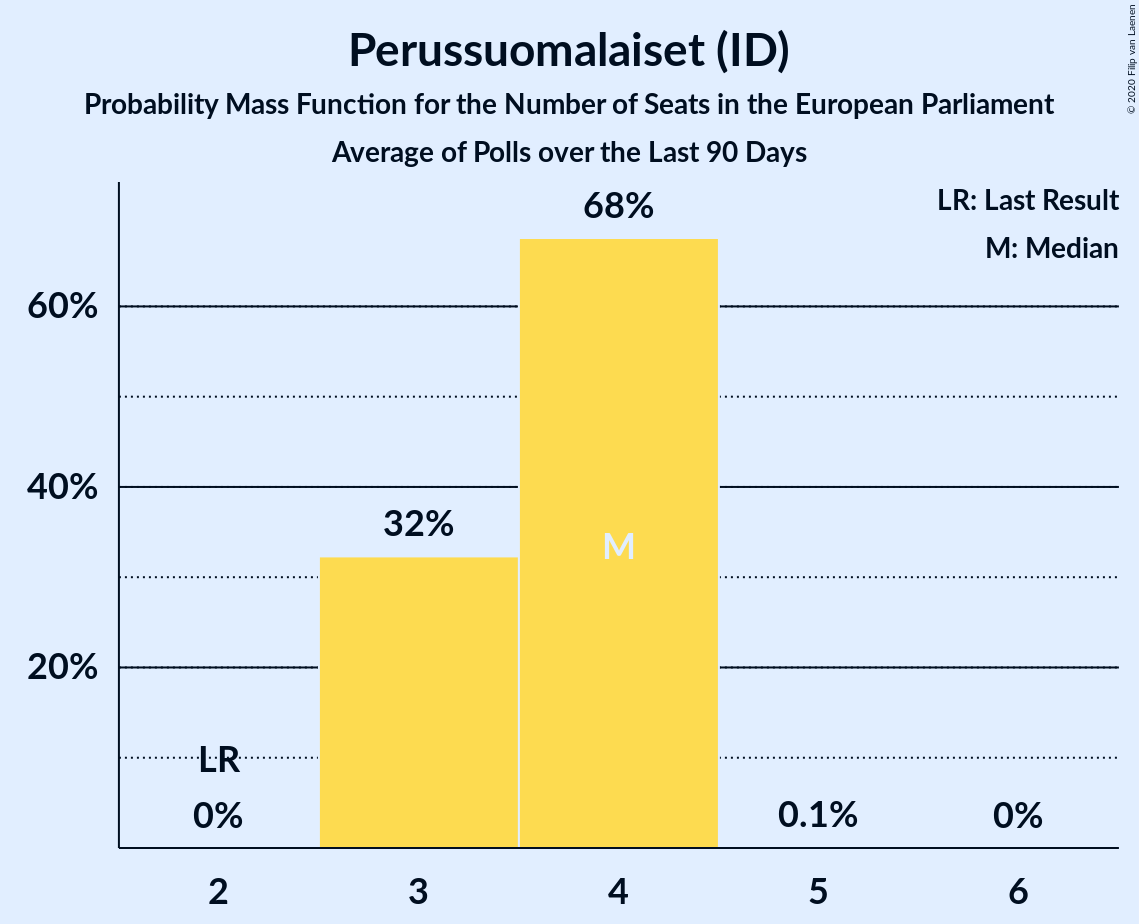 Perussuomalaiset (ID)
Probability Mass Function for the Number of Seats in the European Parliament
Average of Polls over the Last 90 Days
© 2020 Filip van Laenen
LR: Last Result
M: Median
68%
60%
40%
32%
M
20%
LR
0%
0.1%
0%
2 3 4 5 6